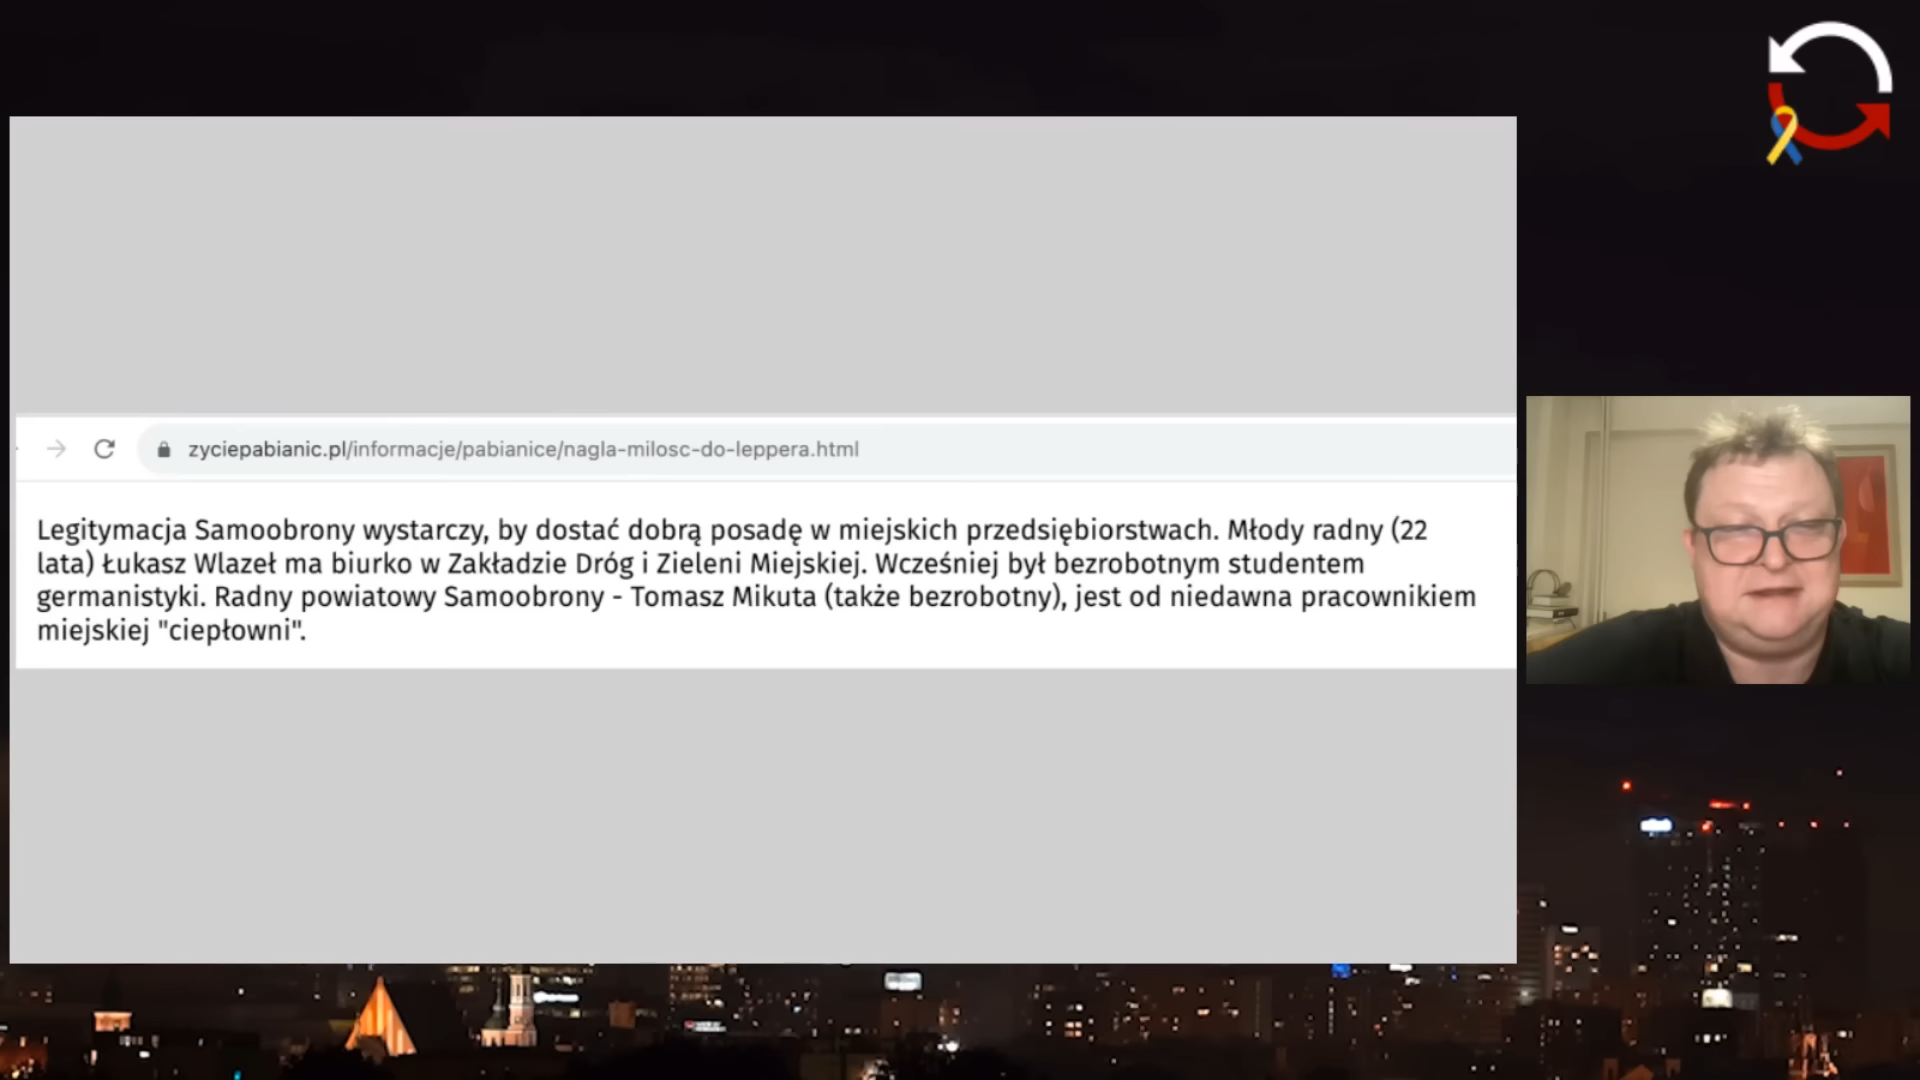 zyciepabianic.pl/informacje/pabianice/nagla-milosc-do-leppera.html
Legitymacja Samoobrony wystarczy, by dostać dobrą posadę w miejskich przedsiębiorstwach. Młody radny (22
lata) Łukasz Wlazeł ma biurko w Zakładzie Dróg i Zieleni Miejskiej. Wcześniej był bezrobotnym studentem
germanistyki. Radny powiatowy Samoobrony - Tomasz Mikuta (także bezrobotny), jest od niedawna pracownikiem
miejskiej "ciepłowni".